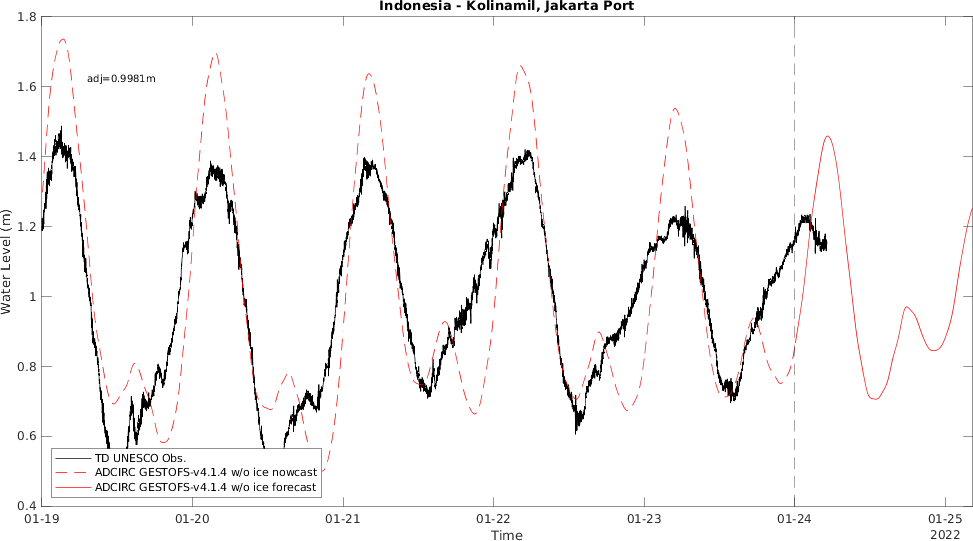 Indonesia - Kolinamil, Jakarta Port
1.8
1.6
1.4
1.2
1
0.8
0.6
0.4
Water Level (m)
adj=0.9981m
TD UNESCO Obs.
ADCIRC GESTOFS-v4.1.4 w/o ice nowcast
ADCIRC GESTOFS-v4.1.4 w/o ice forecast
01-19 01-20 01-21 01-22 01-23 01-24 01-25
Time
2022